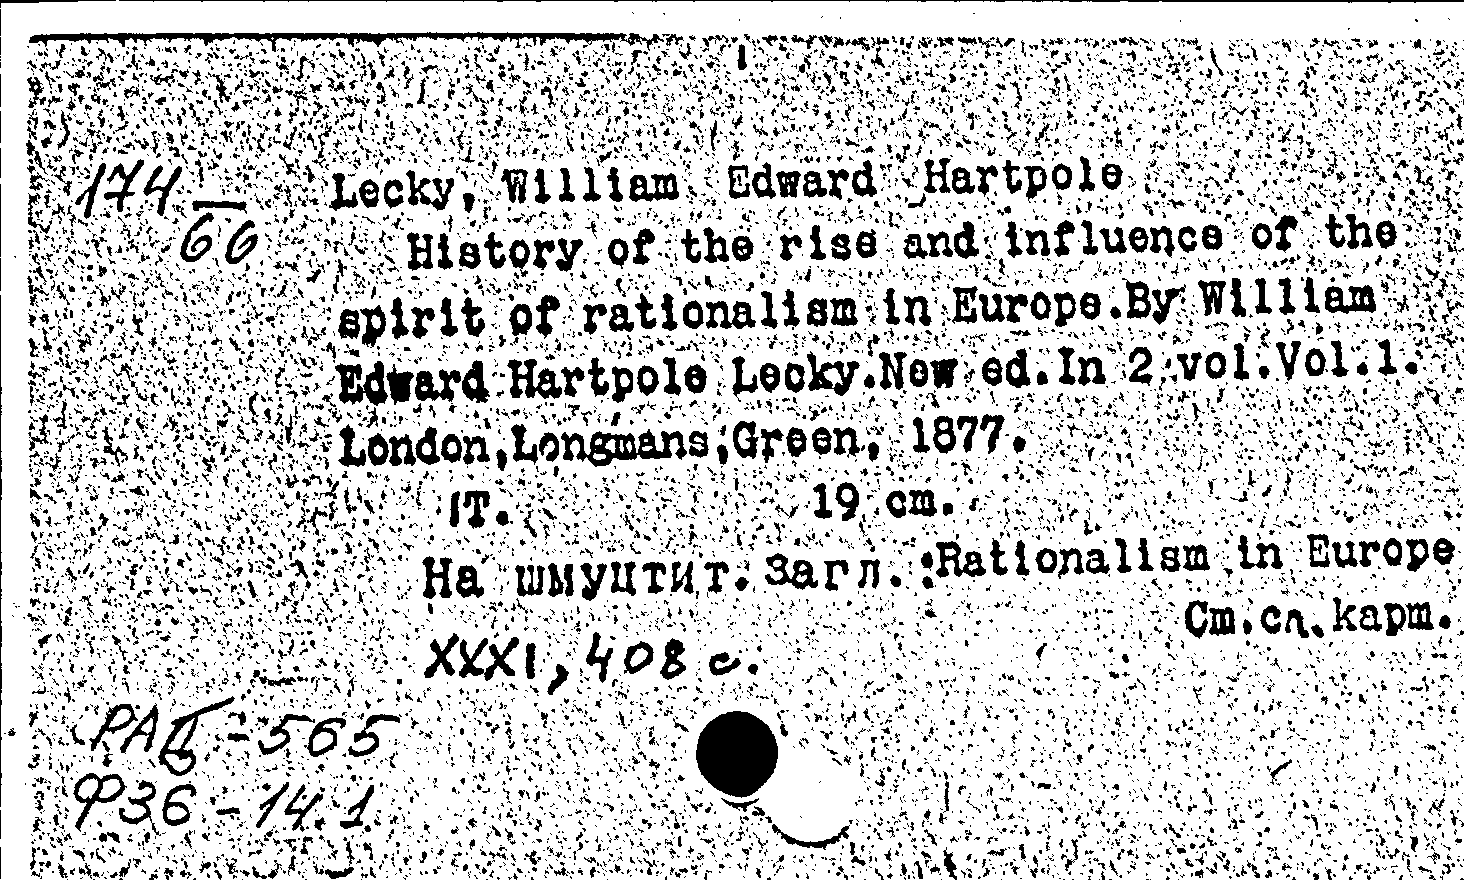 174
66
Lecky, William Edward Hartpole
History of the rise and influence of the
spirit of rationalism in Europe.By William
Edward Hartpole Lecky.New ed.In 2 vol.Vol.1.
London,Longmans,Green, 1877.
1Т. 19 cm.
На шмуцтит.загл.:Rationalism in Europe
См.сл.карт.
XXXI, 408 с.
РАД-565
Ф36-14.1